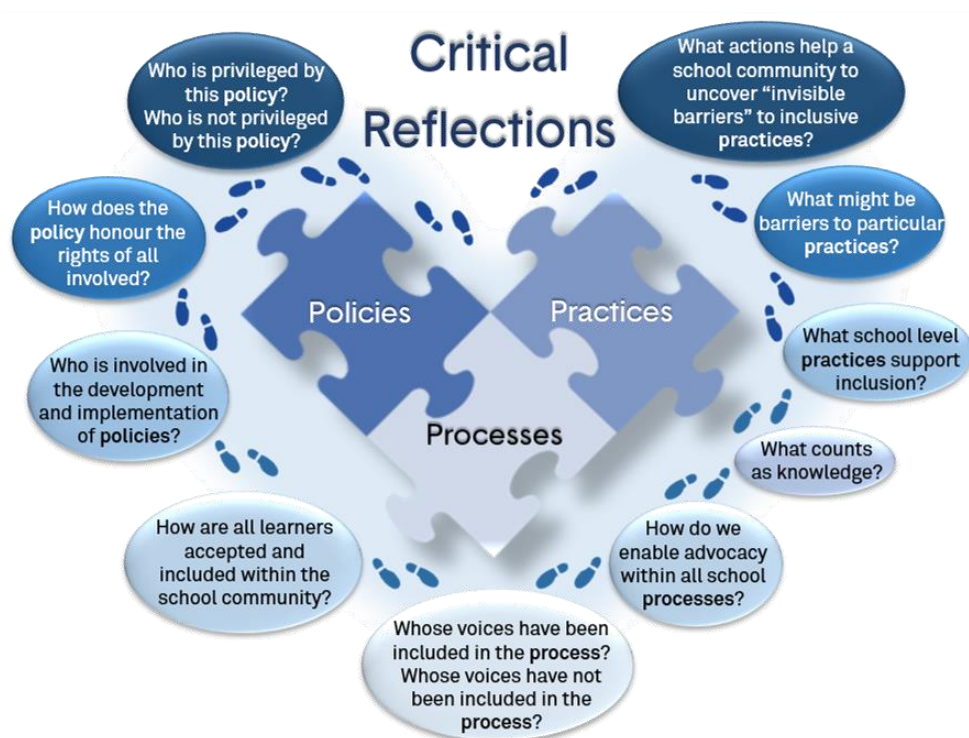 Critical
Reflections
Who is privileged by
this policy?
Who is not privileged
by this policy?
What actions help a
school community to
uncover “invisible
barriers” to inclusive
practices?
How does the
policy honour the
rights of all
involved?
What might be
barriers to particular
practices?
Policies
Practices
Processes
Who is involved in
the development
and implementation
of policies?
What school level
practices support
inclusion?
What counts
as knowledge?
How are all learners
accepted and
included within the
school community?
How do we
enable advocacy
within all school
processes?
Whose voices have been
included in the process?
Whose voices have not
been included in the
process?